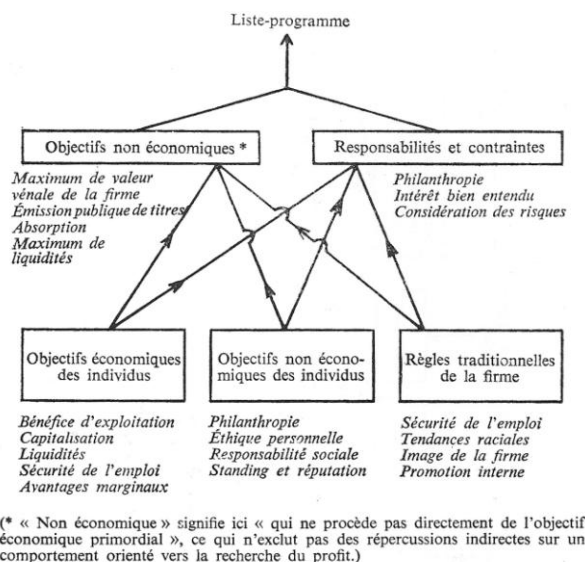 Liste-programme
Objectifs non économiques *
Responsabilités et contraintes
Maximum de valeur
vénale de la firme
Émission publique de titres
Absorption
Maximum de
liquidités
Philanthropie
Intérêt bien entendu
Considération des risques
Objectifs économiques
des individus
Objectifs non écono-
miques des individus
Règles traditionnelles
de la firme
Bénéfice d'exploitation
Capitalisation
Liquidités
Sécurité de l'emploi
Avantages marginaux
Philanthropie
Éthique personnelle
Responsabilité sociale
Standing et réputation
Sécurité de l'emploi
Tendances raciales
Image de la firme
Promotion interne
(* « Non économique » signifie ici « qui ne procède pas directement de l'objectif
économique primordial », ce qui n'exclut pas des répercussions indirectes sur un
comportement orienté vers la recherche du profit.)